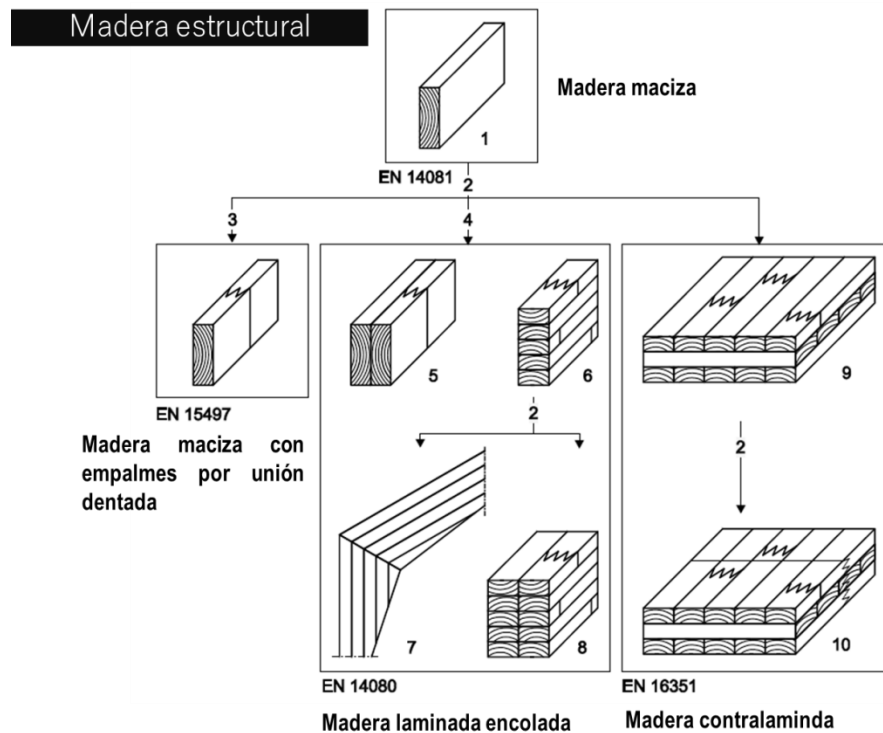 Madera estructural
Madera maciza
1
EN 14081
2
3
4
5
6
9
EN 15497
Madera maciza con
empalmes por unión
dentada
2
2
7
8
10
EN 14080
EN 16351
Madera laminada encolada
Madera contralaminda